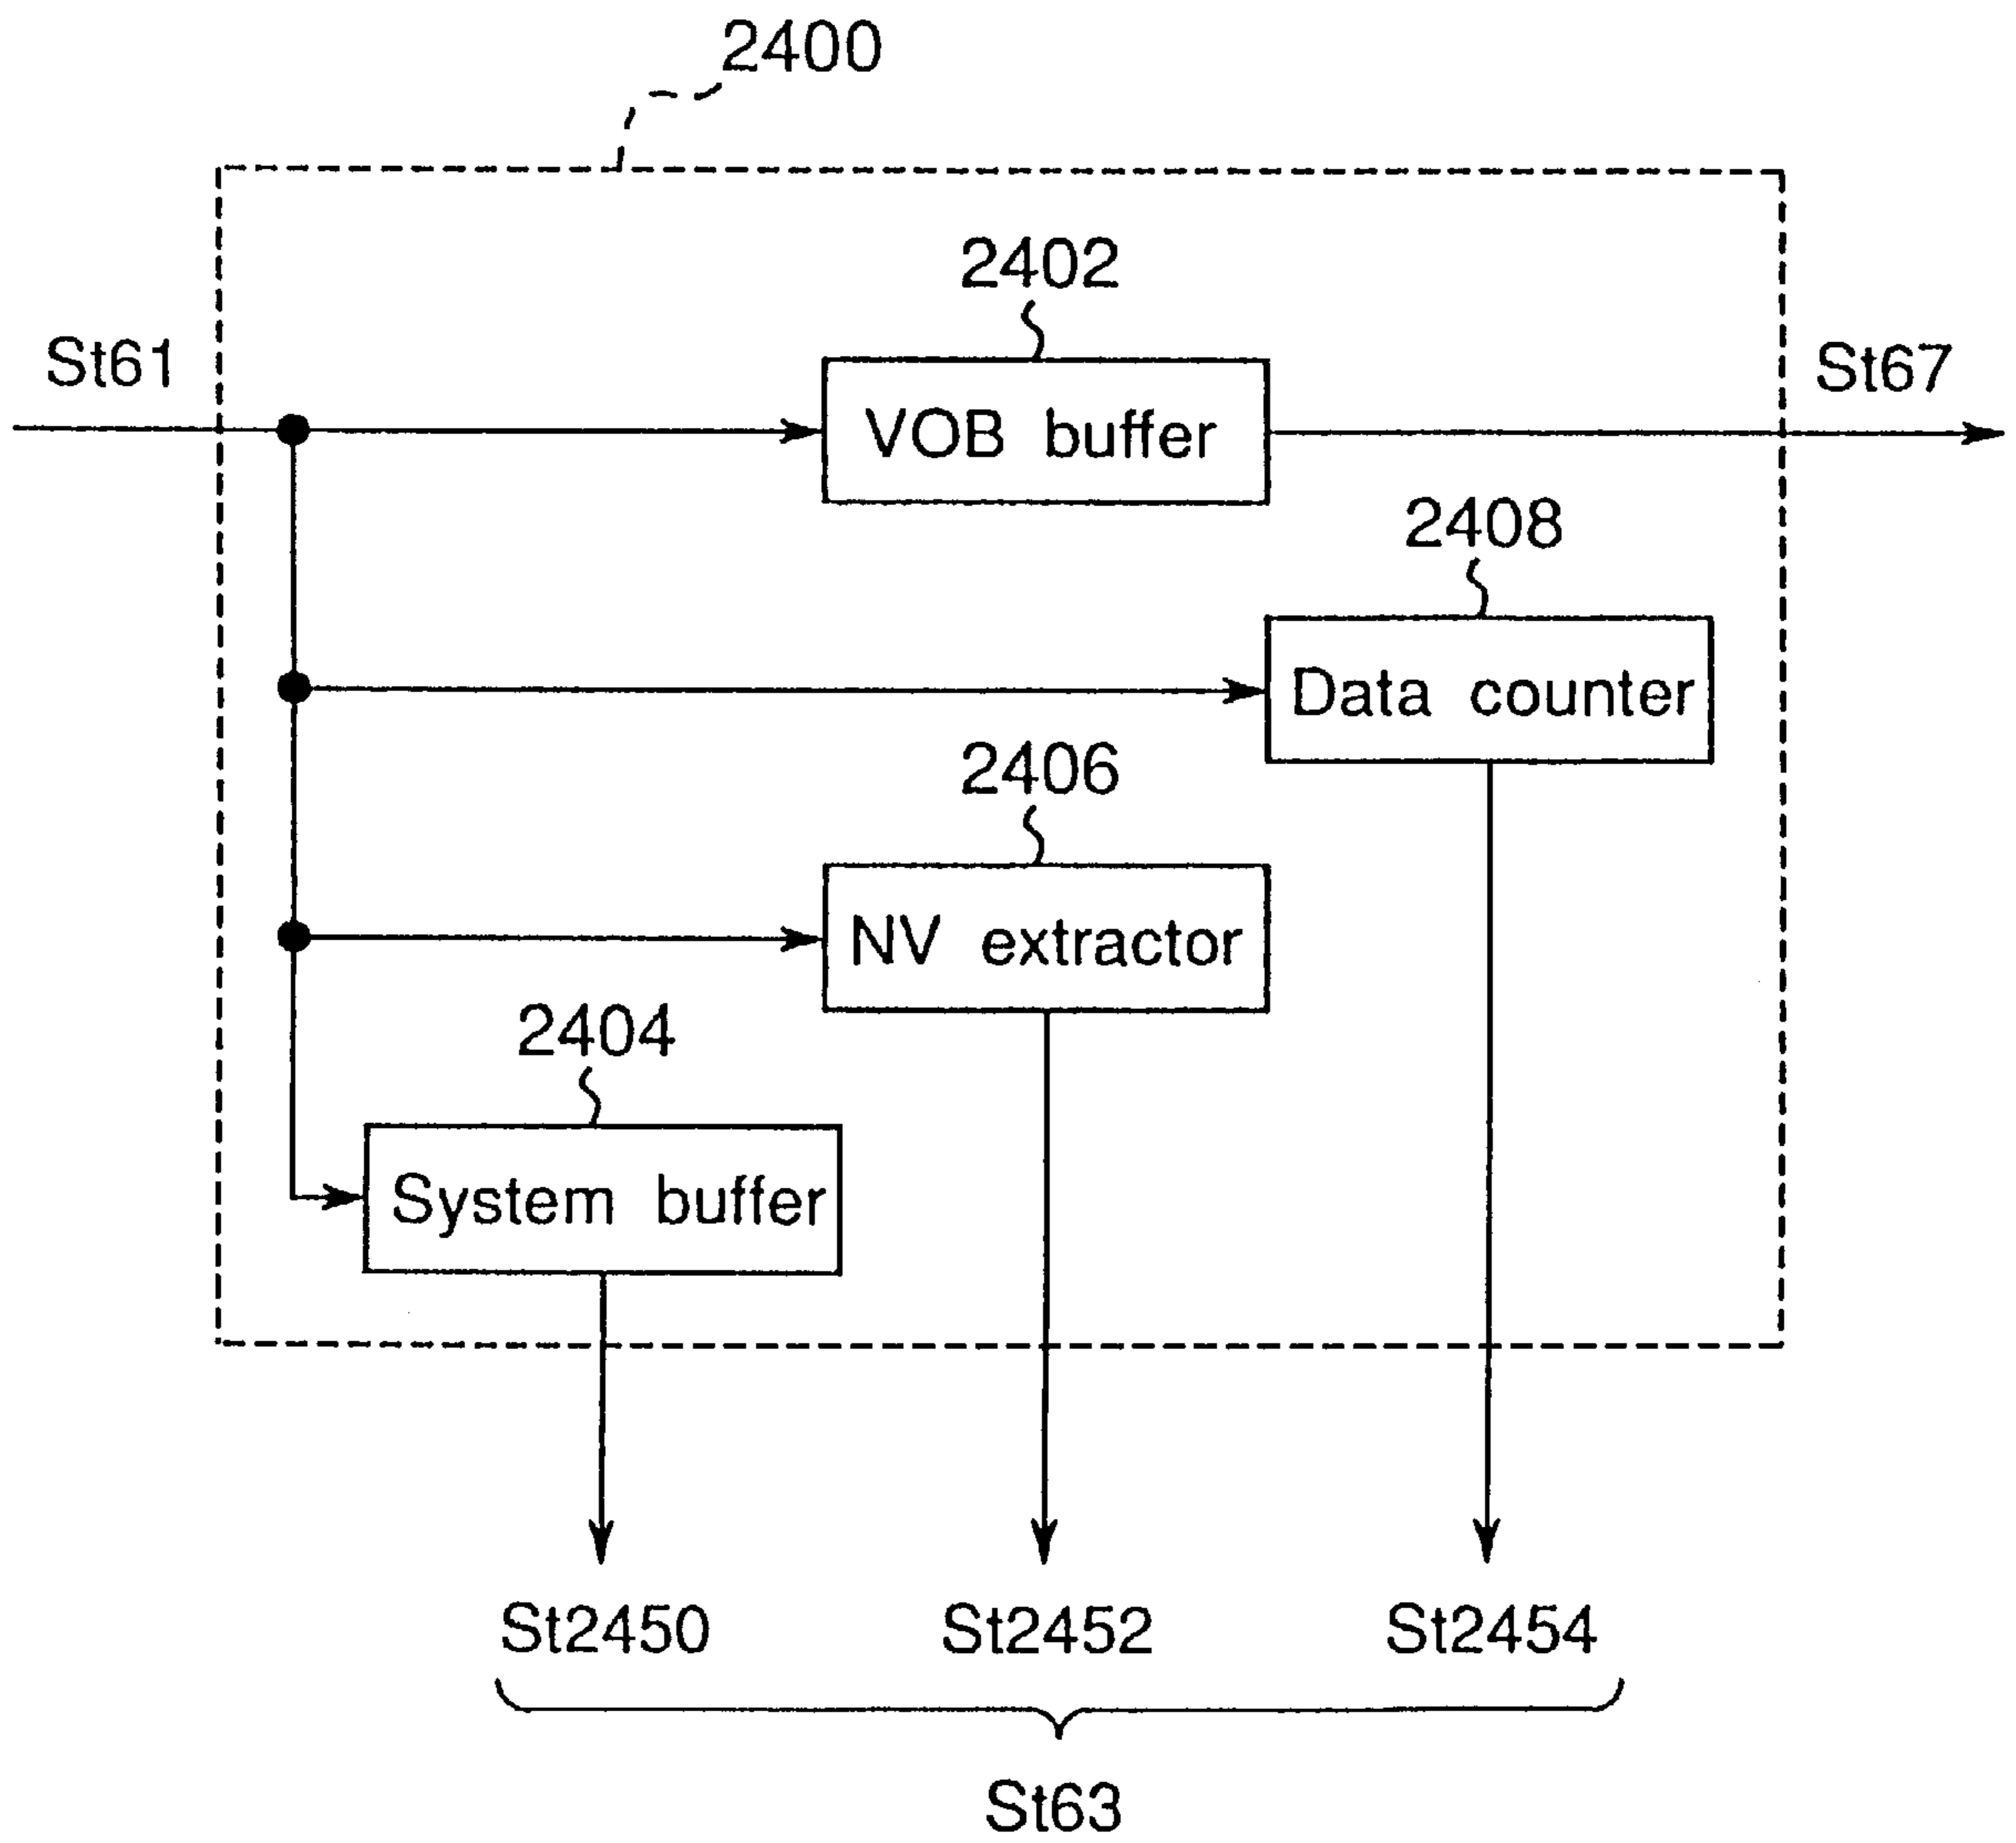 2400
2402
St61
St67
VOB buffer
2408
Data counter
2406
NV extractor
2404
System buffer
St2450
St2452
St2454
St63